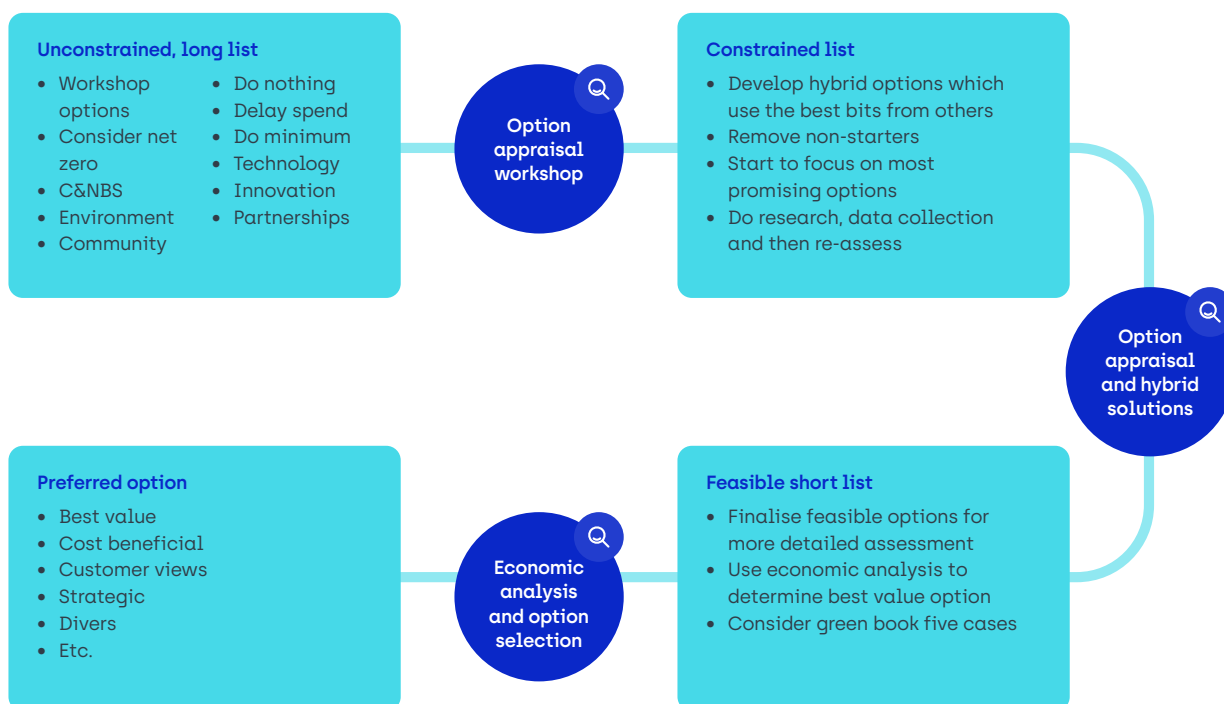 Unconstrained, long list
• Workshop
options
• Consider net
zero
• C&NBS
• Environment
• Community
• Do nothing
• Delay spend
• Do minimum
• Technology
• Innovation
• Partnerships
Option
appraisal
workshop
Constrained list
• Develop hybrid options which
use the best bits from others
• Remove non-starters
• Start to focus on most
promising options
• Do research, data collection
and then re-assess
Option
appraisal
and hybrid
solutions
Feasible short list
• Finalise feasible options for
more detailed assessment
• Use economic analysis to
determine best value option
• Consider green book five cases
Economic
analysis
and option
selection
Preferred option
• Best value
• Cost beneficial
• Customer views
• Strategic
• Divers
• Etc.